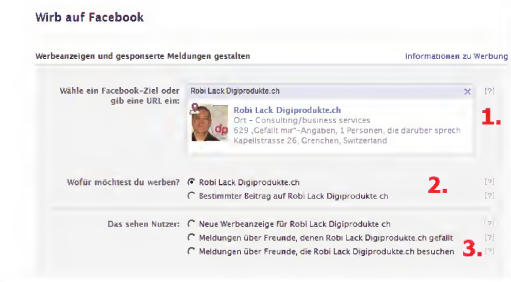 Wirb auf Facebook
Werbeanzeigen und gesponserte Meldungen gestalten
Informationen zu Werbung
Wähle ein Facebook-Ziel oder gib eine URL ein:
Robi Lack Digiprodukte.ch × [?]
Robi Lack Digiprodukte.ch
Ort - Consulting/business services
629 „Gefällt mir“-Angaben, 1 Personen, die darüber sprech
Kapellstrasse 26, Grenchen, Switzerland
dp
1.
Wofür möchtest du werben? Robi Lack Digiprodukte.ch [?]
Bestimmter Beitrag auf Robi Lack Digiprodukte ch [?]
2.
Das sehen Nutzer: Neue Werbeanzeige für Robi Lack Digiprodukte ch [?]
Meldungen über Freunde, denen Robi Lack Digiprodukte.ch gefällt [?]
Meldungen über Freunde, die Robi Lack Digiprodukte.ch besuchen [?]
3.